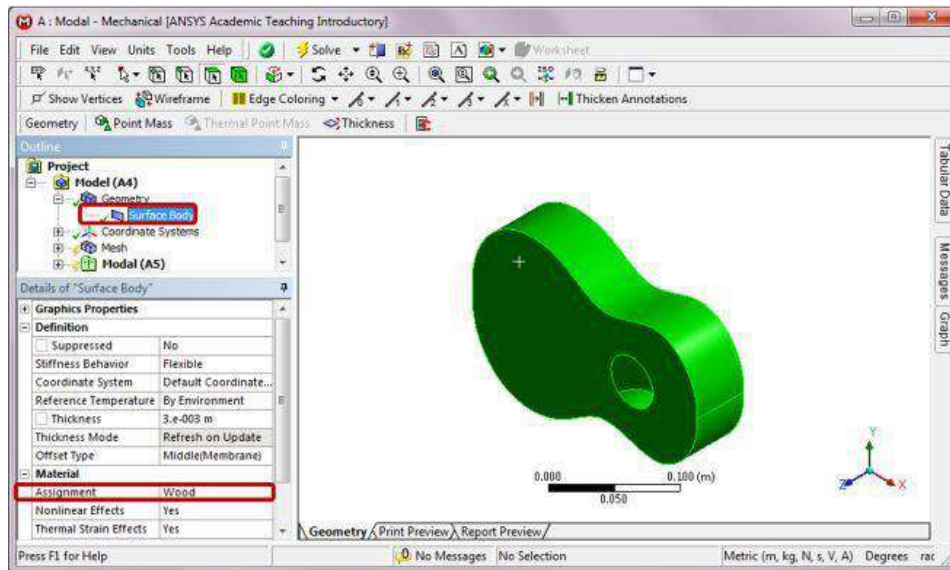 A : Modal - Mechanical [ANSYS Academic Teaching Introductory]
File Edit View Units Tools Help Solve Worksheet
Show Vertices Wireframe Edge Coloring Thicken Annotations
Geometry Point Mass Thermal Point Mass Thickness
Outline
Project
Model (A4)
Geometry
Surface Body
Coordinate Systems
Mesh
Modal (A5)
Details of "Surface Body"
Graphics Properties
Definition
Suppressed No
Stiffness Behavior Flexible
Coordinate System Default Coordinate...
Reference Temperature By Environment
Thickness 3.e-003 m
Thickness Mode Refresh on Update
Offset Type Middle(Membrane)
Material
Assignment Wood
Nonlinear Effects Yes
Thermal Strain Effects Yes
0.000 0.100 (m)
0.050
Y
Z X
Geometry Print Preview Report Preview
Tabular Data
Messages
Graph
Press F1 for Help No Messages No Selection Metric (m, kg, N, s, V, A) Degrees rac